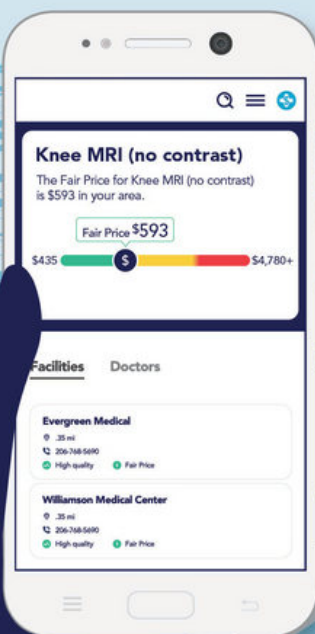 Knee MRI (no contrast)
The Fair Price for Knee MRI (no contrast)
is $593 in your area.
Fair Price $593
$435
$
$4,780+
Facilities Doctors
Evergreen Medical
.35 mi
206-768-5690
High quality Fair Price
Williamson Medical Center
.35 mi
206-768-5690
High quality Fair Price